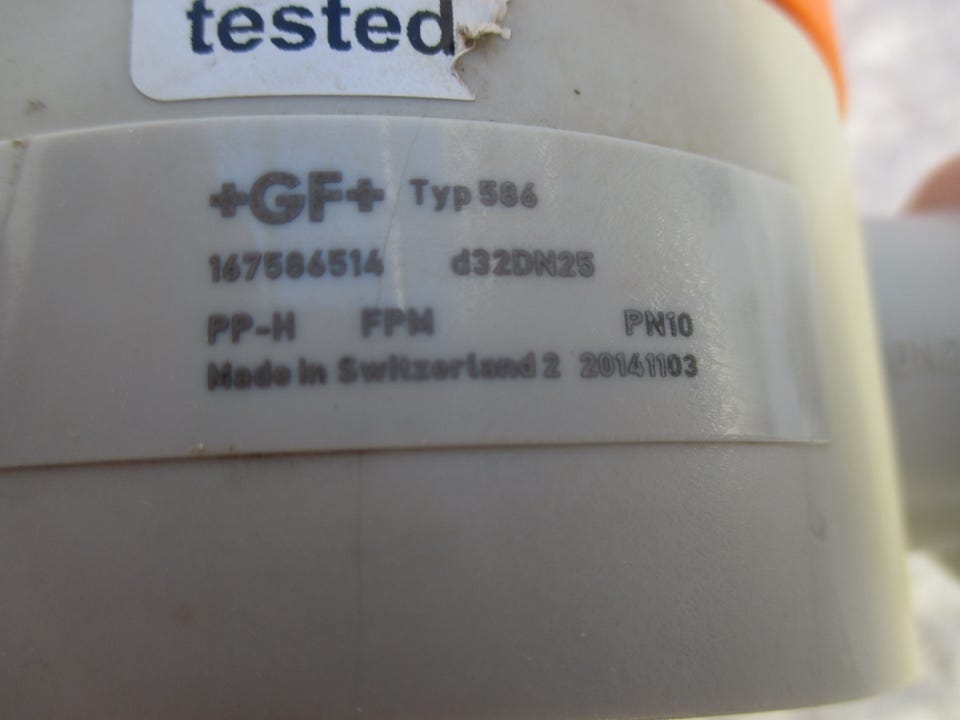 tested
+GF+ Typ 586
167586514 d32DN25
PP-H FPM PN10
Made in Switzerland 2 20141103